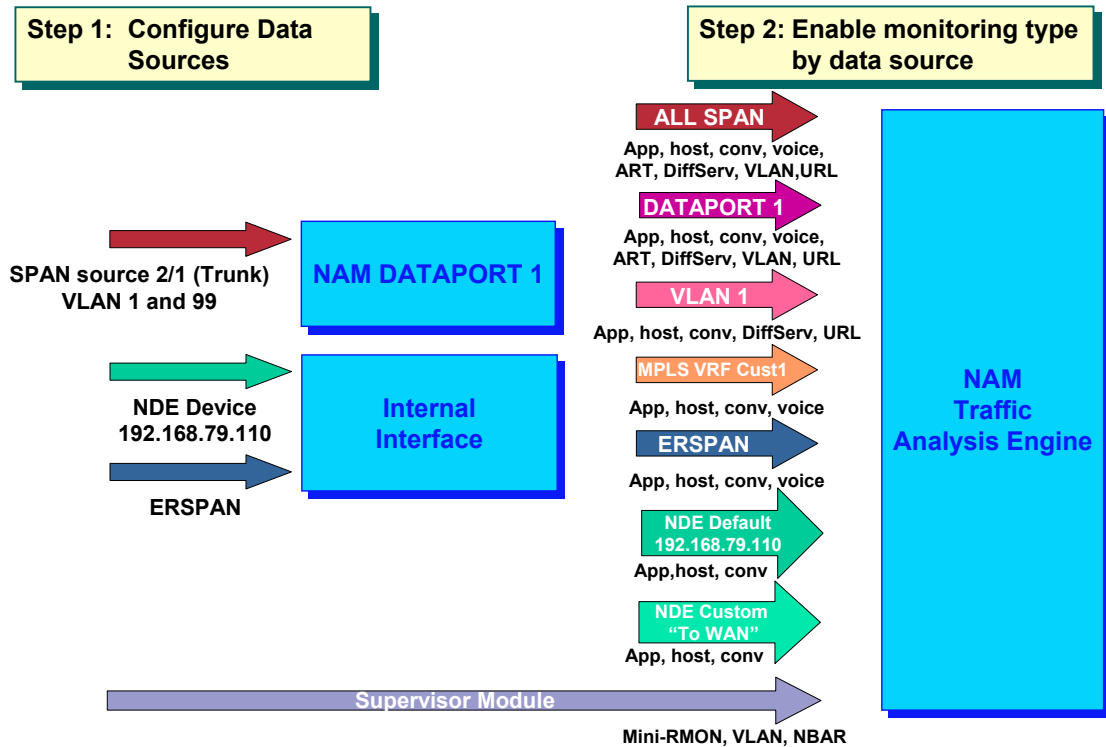 Step 1:  Configure Data
Sources
Step 2: Enable monitoring type
by data source
SPAN source 2/1 (Trunk)
VLAN 1 and 99
NAM DATAPORT 1
NDE Device
192.168.79.110
ERSPAN
Internal
Interface
ALL SPAN
App, host, conv, voice,
ART, DiffServ, VLAN,URL
DATAPORT 1
App, host, conv, voice,
ART, DiffServ, VLAN, URL
VLAN 1
App, host, conv, DiffServ, URL
MPLS VRF Cust1
App, host, conv, voice
ERSPAN
App, host, conv, voice
NDE Default
192.168.79.110
App,host, conv
NDE Custom
“To WAN”
App, host, conv
Supervisor Module
Mini-RMON, VLAN, NBAR
NAM
Traffic
Analysis Engine